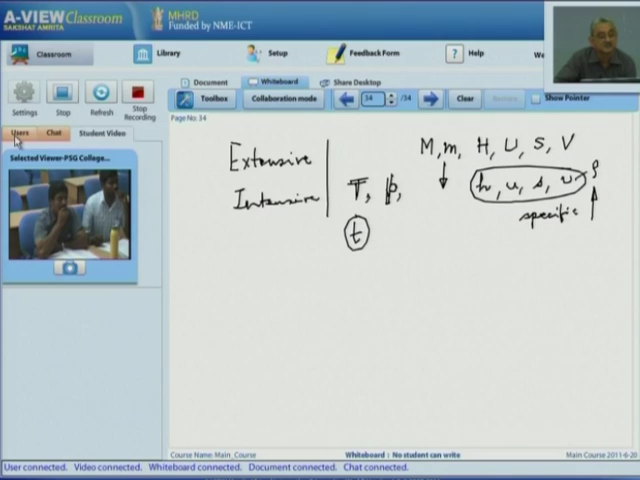 A-VIEW Classroom
SAKSHAT AMRITA
MHRD
Funded by NME-ICT
Classroom
Library
Setup
Feedback Form
? Help
We
Settings
Stop
Refresh
Stop Recording
Document
Whiteboard
Share Desktop
Toolbox
Collaboration mode
34 /34
Clear
Show Pointer
Users
Chat
Student Video
Page No: 34
Selected Viewer-PSG College...
Extensive M, m, H, U, S, V
Intensive T, p, h, u, s, v ρ
specific
t
Course Name: Main_Course
Whiteboard : No student can write
Main Course 2011-6-20
User connected. Video connected. Whiteboard connected. Document connected. Chat connected.